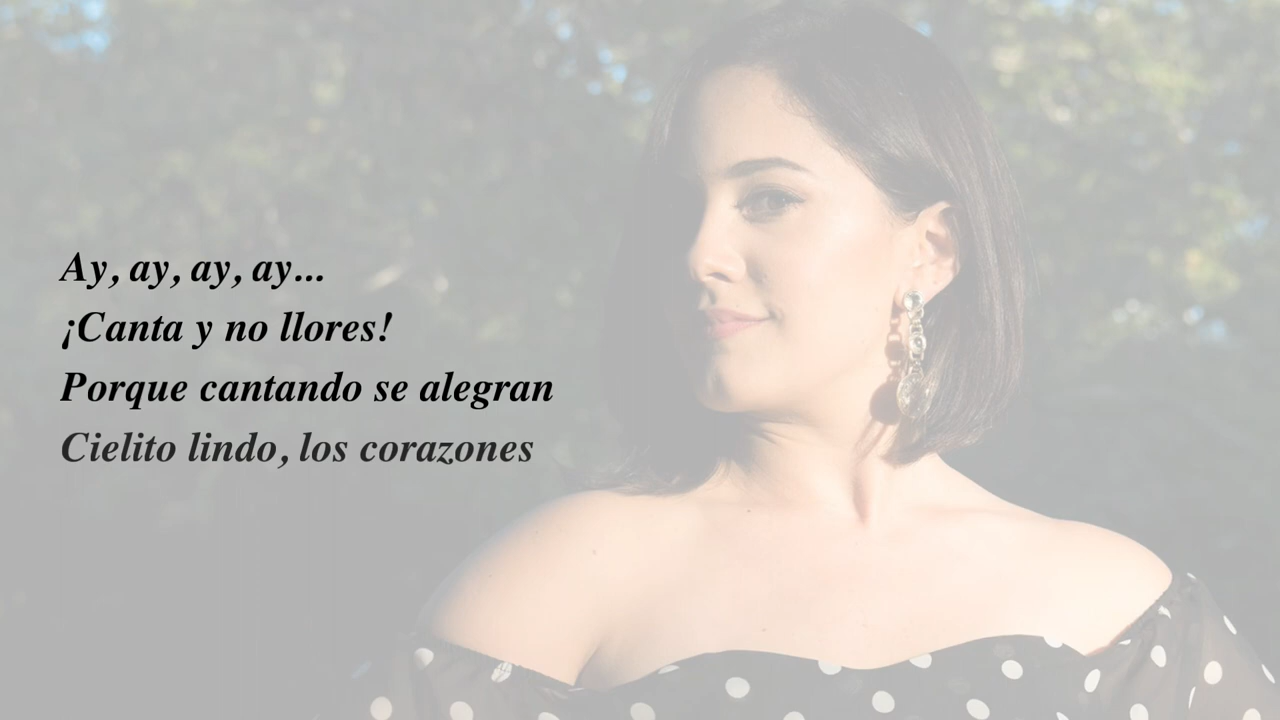 Ay, ay, ay, ay...
¡Canta y no llores!
Porque cantando se alegran
Cielito lindo, los corazones